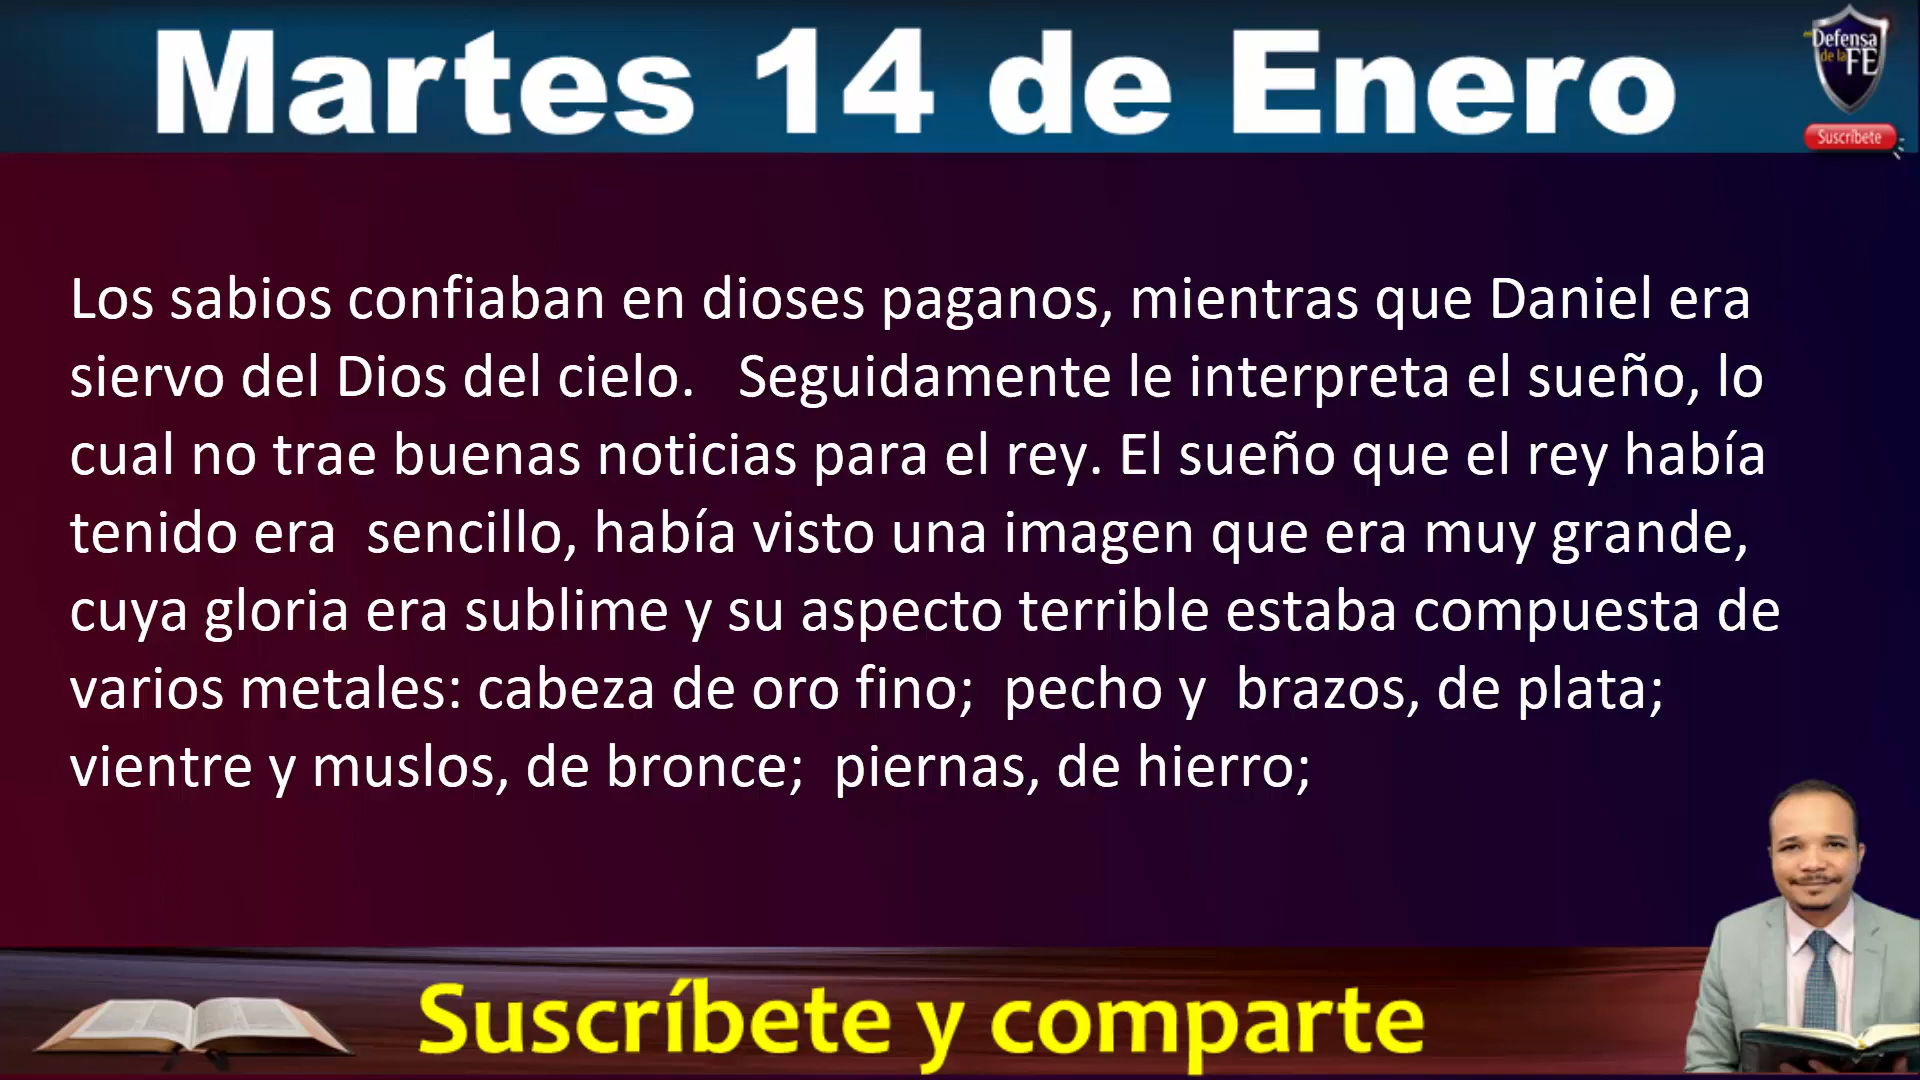 Martes 14 de Enero
Defensa
de la FE
Suscríbete
Los sabios confiaban en dioses paganos, mientras que Daniel era
siervo del Dios del cielo.   Seguidamente le interpreta el sueño, lo
cual no trae buenas noticias para el rey. El sueño que el rey había
tenido era  sencillo, había visto una imagen que era muy grande,
cuya gloria era sublime y su aspecto terrible estaba compuesta de
varios metales: cabeza de oro fino;  pecho y  brazos, de plata;
vientre y muslos, de bronce;  piernas, de hierro;
Suscríbete y comparte